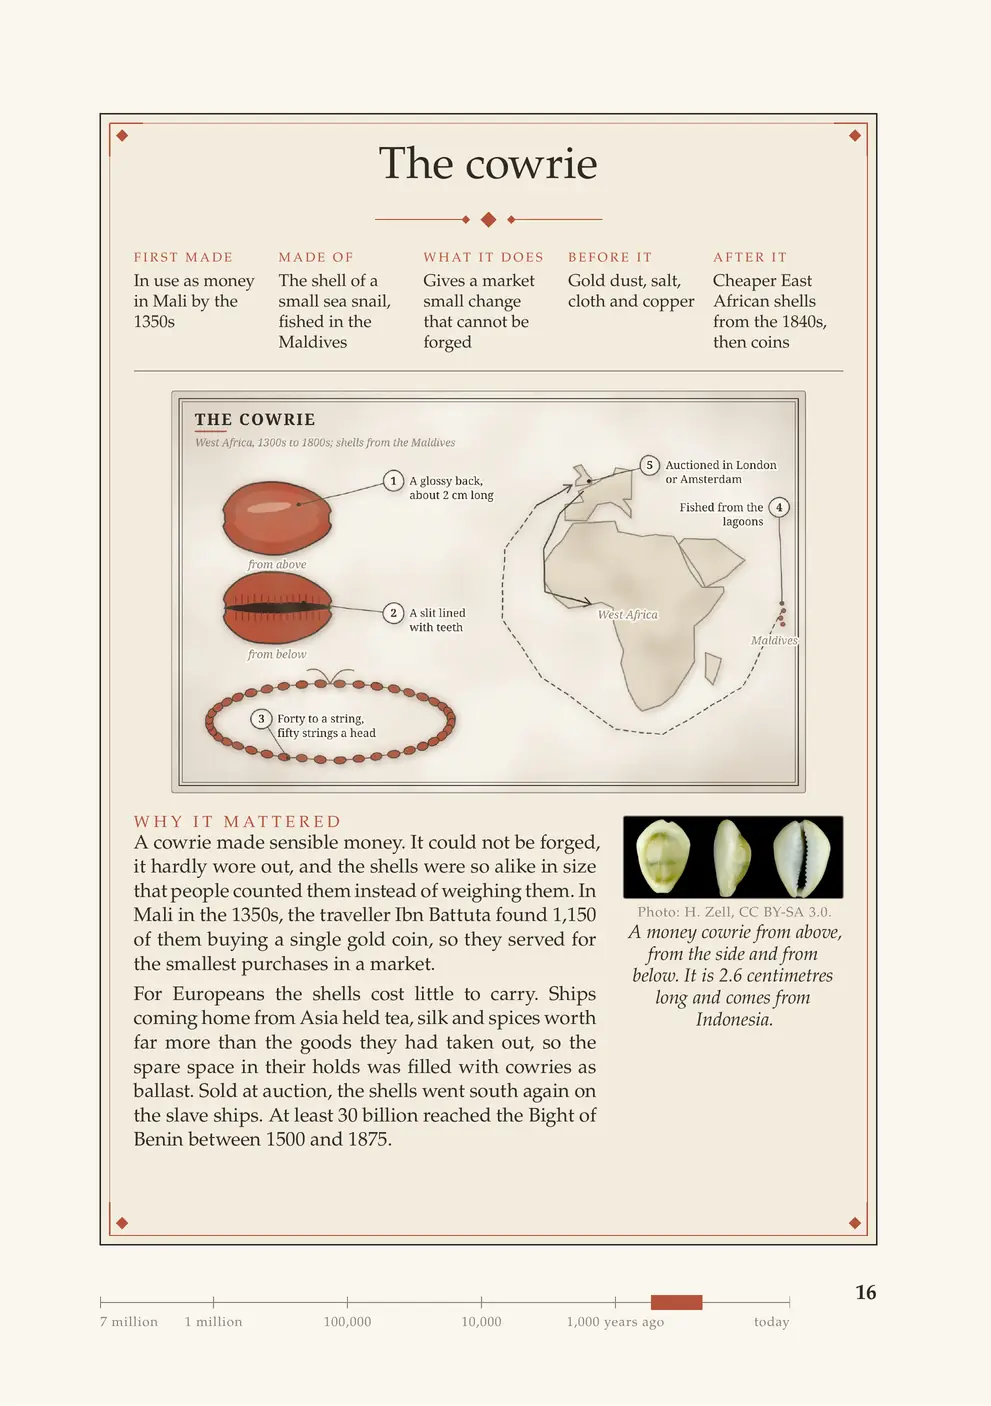 The cowrie
FIRST MADE
In use as money
in Mali by the
1350s
MADE OF
The shell of a
small sea snail,
fished in the
Maldives
WHAT IT DOES
Gives a market
small change
that cannot be
forged
BEFORE IT
Gold dust, salt,
cloth and copper
AFTER IT
Cheaper East
African shells
from the 1840s,
then coins
THE COWRIE
West Africa, 1300s to 1800s; shells from the Maldives
1 A glossy back,
about 2 cm long
from above
2 A slit lined
with teeth
from below
3 Forty to a string,
fifty strings a head
5 Auctioned in London
or Amsterdam
Fished from the 4
lagoons
West Africa
Maldives
WHY IT MATTERED
A cowrie made sensible money. It could not be forged,
it hardly wore out, and the shells were so alike in size
that people counted them instead of weighing them. In
Mali in the 1350s, the traveller Ibn Battuta found 1,150
of them buying a single gold coin, so they served for
the smallest purchases in a market.
For Europeans the shells cost little to carry. Ships
coming home from Asia held tea, silk and spices worth
far more than the goods they had taken out, so the
spare space in their holds was filled with cowries as
ballast. Sold at auction, the shells went south again on
the slave ships. At least 30 billion reached the Bight of
Benin between 1500 and 1875.
Photo: H. Zell, CC BY-SA 3.0.
A money cowrie from above,
from the side and from
below. It is 2.6 centimetres
long and comes from
Indonesia.
16
7 million 1 million 100,000 10,000 1,000 years ago today